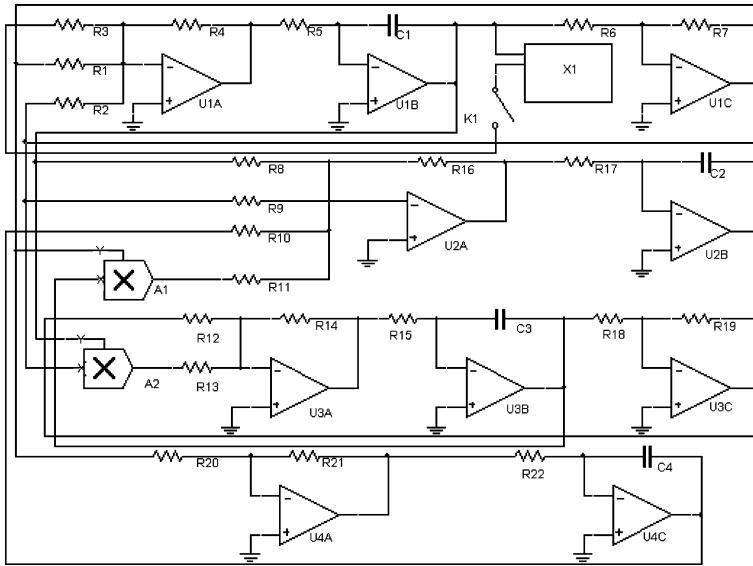 R3 R4 R5 C1 R6 R7
R1 U1A U1B X1 U1C
R2 K1
R8 R16 R17 C2
R9 U2A U2B
R10
Y
X A1 R11
R12 R14 R15 C3 R18 R19
Y
X A2 R13 U3A U3B U3C
R20 R21 R22 C4
U4A U4C